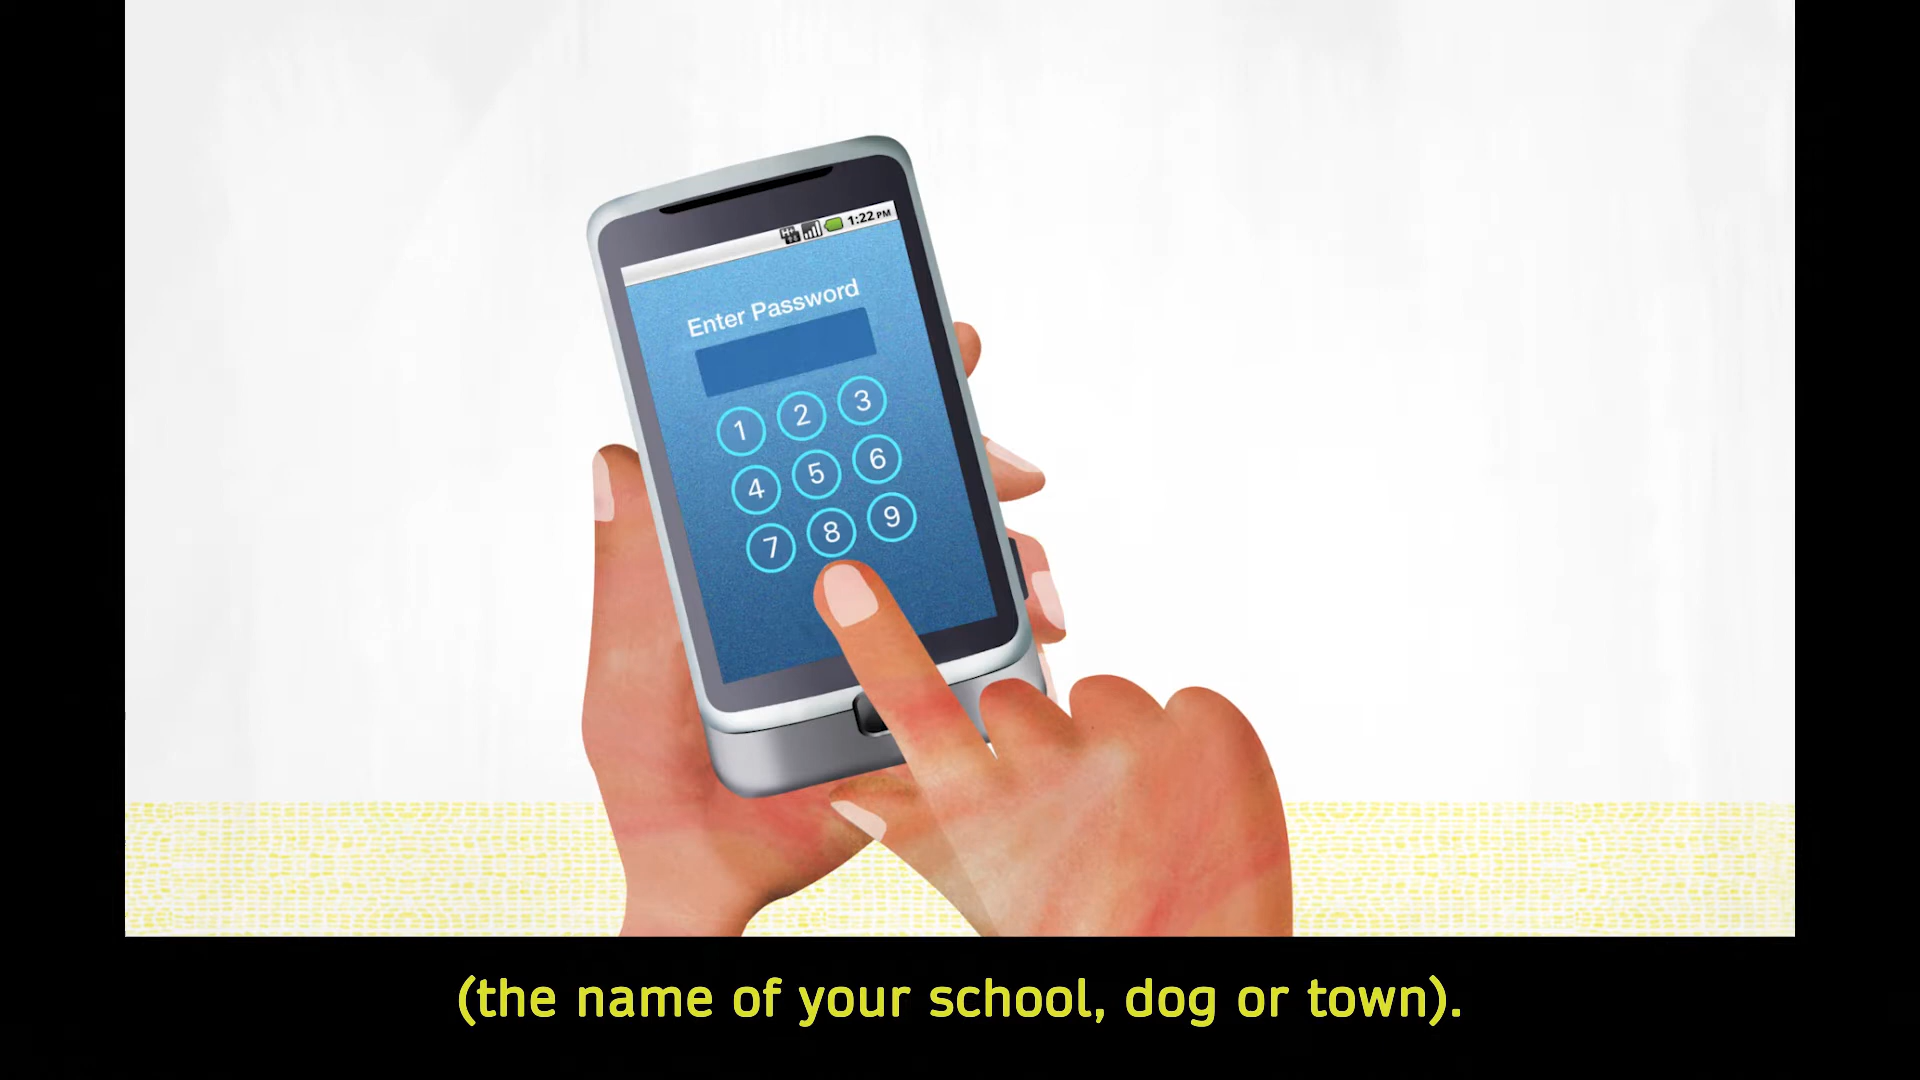 1:22 PM
Enter Password
1 2 3
4 5 6
7 8 9
(the name of your school, dog or town).